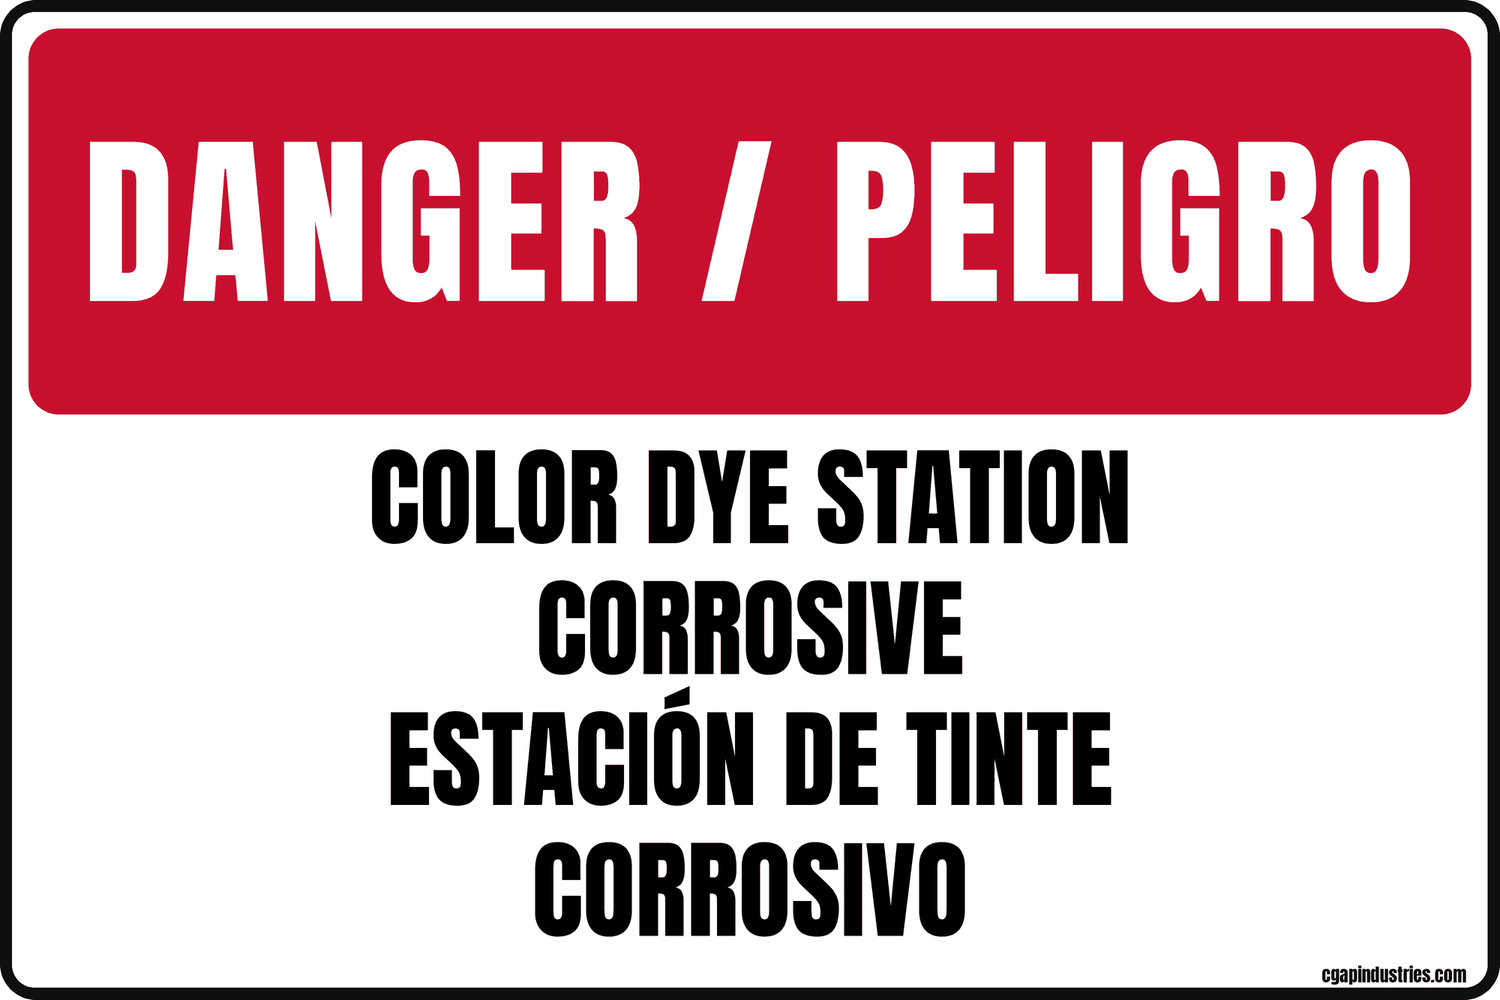 DANGER / PELIGRO
COLOR DYE STATION
CORROSIVE
ESTACIÓN DE TINTE
CORROSIVO
cgapindustries.com